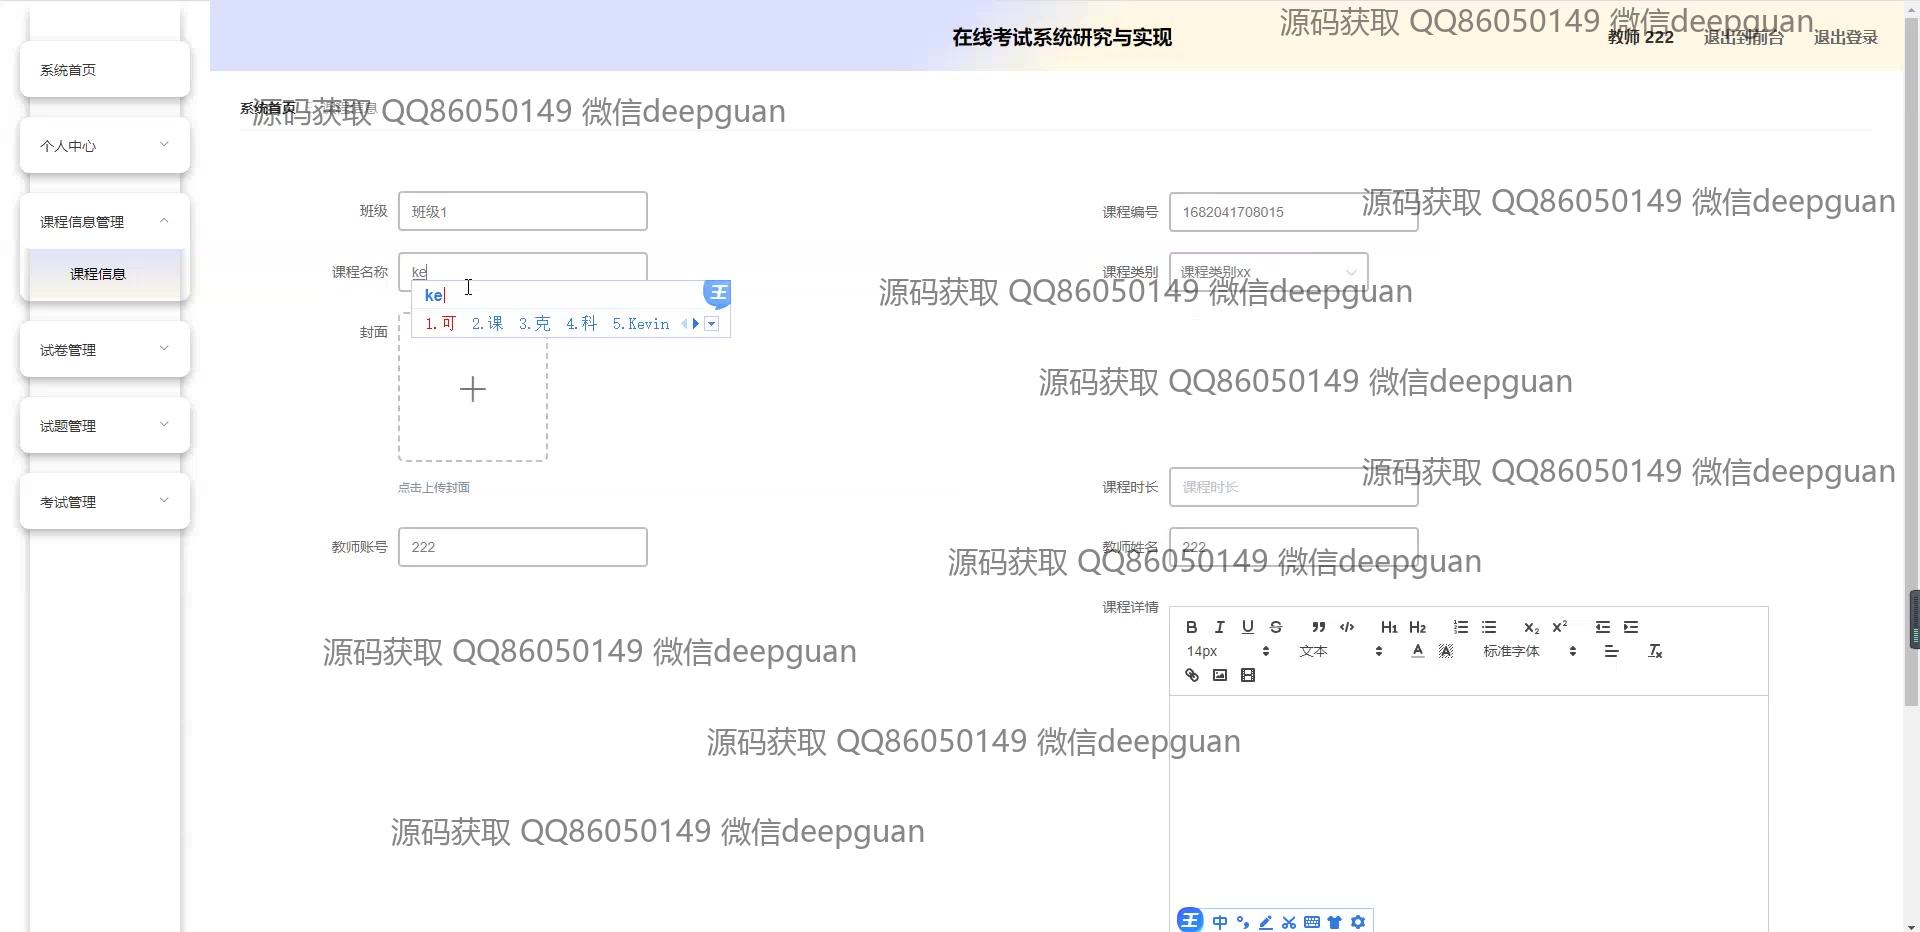 在线考试系统研究与实现
教师 222
退出到前台
退出登录
源码获取 QQ86050149 微信deepguan
系统首页
个人中心
课程信息管理
课程信息
试卷管理
试题管理
考试管理
系统首页
课程信息
源码获取 QQ86050149 微信deepguan
班级
班级1
课程编号
1682041708015
源码获取 QQ86050149 微信deepguan
课程名称
ke
课程类别
课程类别xx
源码获取 QQ86050149 微信deepguan
ke
1.可 2.课 3.克 4.科 5.Kevin
封面
源码获取 QQ86050149 微信deepguan
点击上传封面
课程时长
课程时长
源码获取 QQ86050149 微信deepguan
教师账号
222
教师姓名
222
源码获取 QQ86050149 微信deepguan
课程详情
B I U S H1 H2 X2 X2
14px 文本 A A 标准字体 Tx
源码获取 QQ86050149 微信deepguan
源码获取 QQ86050149 微信deepguan
源码获取 QQ86050149 微信deepguan
王 中